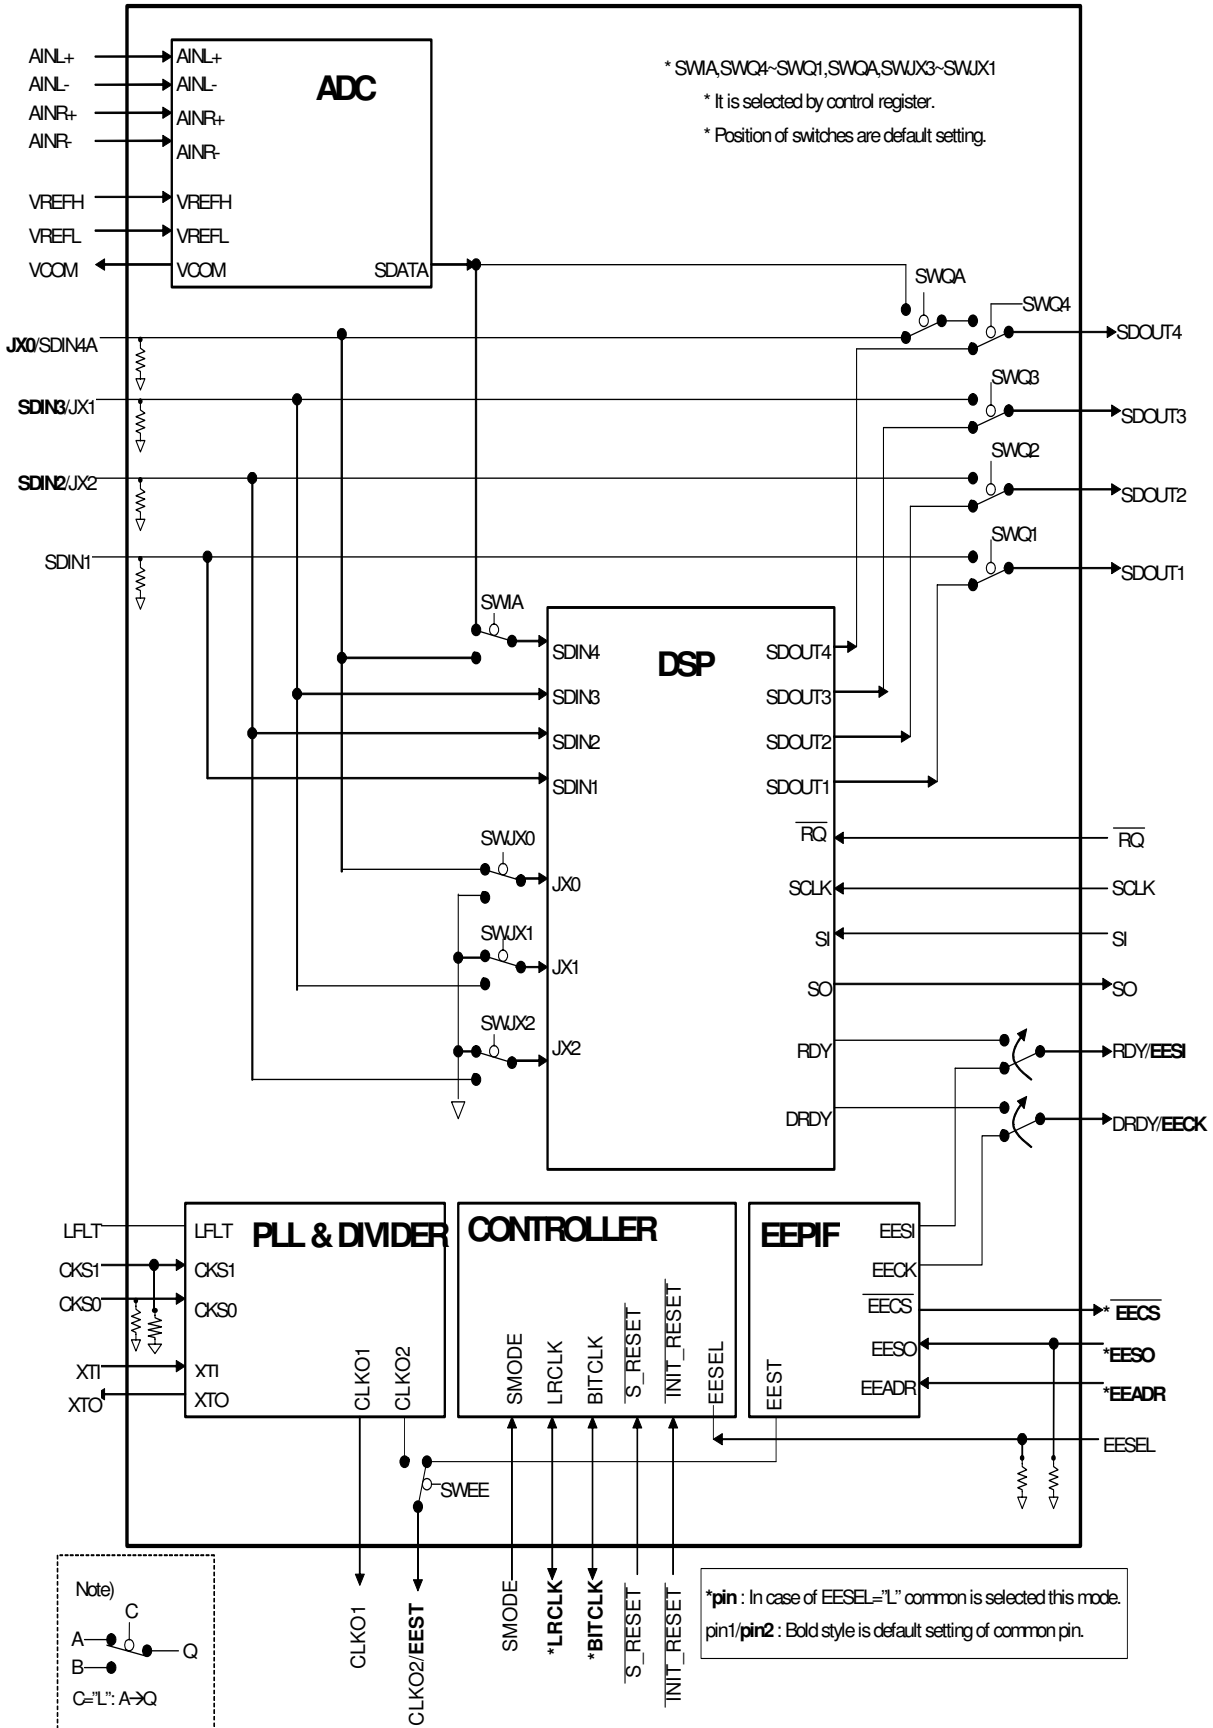 ADC
AINL+
AINL+
AINL-
AINL-
AINR+
AINR+
AINR-
AINR-
VREFH
VREFH
VREFL
VREFL
VCOM
VCOM
SDATA
* SWIA,SWQ4~SWQ1,SWQA,SWJX3~SWJX1
* It is selected by control register.
* Position of switches are default setting.
SWQA
SWQ4
JX0/SDIN4A
SDOUT4
SWQ3
SDIN3/JX1
SDOUT3
SWQ2
SDIN2/JX2
SDOUT2
SWQ1
SDIN1
SDOUT1
SWIA
DSP
SDIN4
SDOUT4
SDIN3
SDOUT3
SDIN2
SDOUT2
SDIN1
SDOUT1
SWJX0
RQ
RQ
JX0
SCLK
SCLK
SWJX1
SI
SI
JX1
SO
SO
SWJX2
JX2
RDY
RDY/EESI
DRDY
DRDY/EECK
PLL & DIVIDER
CONTROLLER
EEPIF
LFLT
LFLT
EESI
CKS1
CKS1
EECK
CKS0
CKS0
EECS
*EECS
EESO
*EESO
XTI
XTI
EEADR
*EEADR
XTO
XTO
CLKO1
CLKO2
SMODE
LRCLK
BITCLK
S_RESET
INIT_RESET
EESEL
EEST
EESEL
SWEE
CLKO1
CLKO2/EEST
SMODE
*LRCLK
*BITCLK
S_RESET
INIT_RESET
Note)
C
A
Q
B
C="L": A→Q
*pin : In case of EESEL="L" common is selected this mode.
pin1/pin2 : Bold style is default setting of common pin.